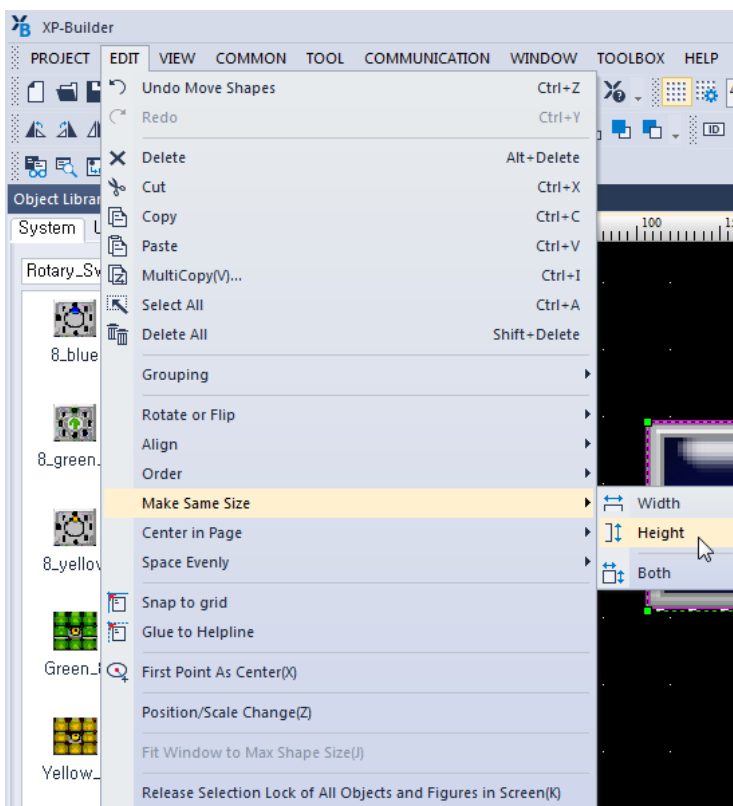 XP-Builder
PROJECT EDIT VIEW COMMON TOOL COMMUNICATION WINDOW TOOLBOX HELP
Undo Move Shapes Ctrl+Z
Redo Ctrl+Y
ID
Delete Alt+Delete
Cut Ctrl+X
Object Librar
Copy Ctrl+C
System
100
Paste Ctrl+V
Rotary_Sw
MultiCopy(V)... Ctrl+I
Select All Ctrl+A
Delete All Shift+Delete
8_blue
Grouping
Rotate or Flip
Align
8_green_
Order
Make Same Size
Width
Center in Page
Height
Space Evenly
8_yellow
Both
Snap to grid
Glue to Helpline
First Point As Center(X)
Green_8
Position/Scale Change(Z)
Fit Window to Max Shape Size(J)
Yellow_
Release Selection Lock of All Objects and Figures in Screen(K)